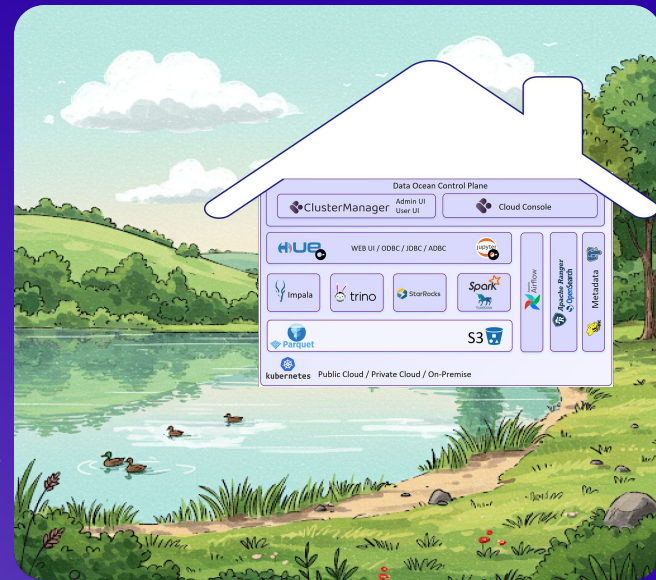 Data Ocean Control Plane
ClusterManager
Admin UI
User UI
Cloud Console
HUE
WEB UI / ODBC / JDBC / ADBC
jupyter
Impala
trino
StarRocks
Spark
Airflow
Apache Ranger
OpenSearch
Metadata
Parquet
S3
kubernetes
Public Cloud / Private Cloud / On-Premise